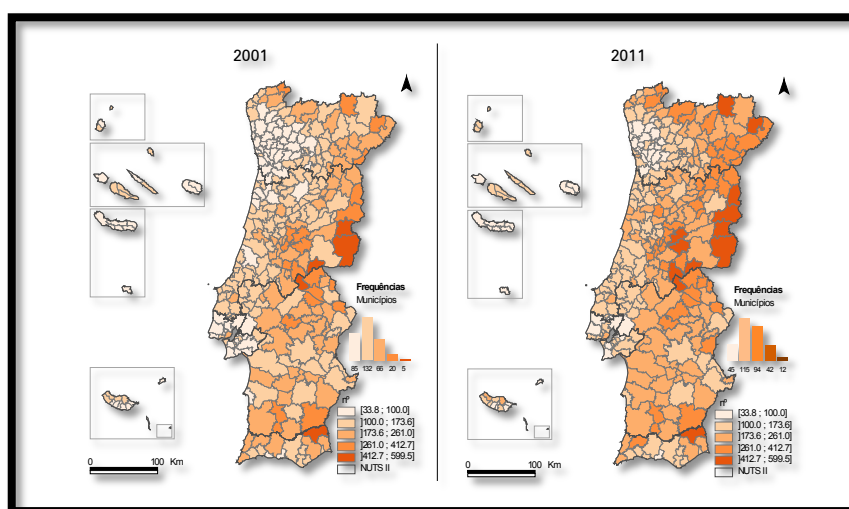 2001
2011
Frequências
Municípios
85 132 66 20 5
nº
[33.8 ; 100.0]
]100.0 ; 173.6]
]173.6 ; 261.0]
]261.0 ; 412.7]
]412.7 ; 599.5]
NUTS II
0 100 Km
Frequências
Municípios
45 115 94 42 12
nº
[33.8 ; 100.0]
]100.0 ; 173.6]
]173.6 ; 261.0]
]261.0 ; 412.7]
]412.7 ; 599.5]
NUTS II
0 100 Km